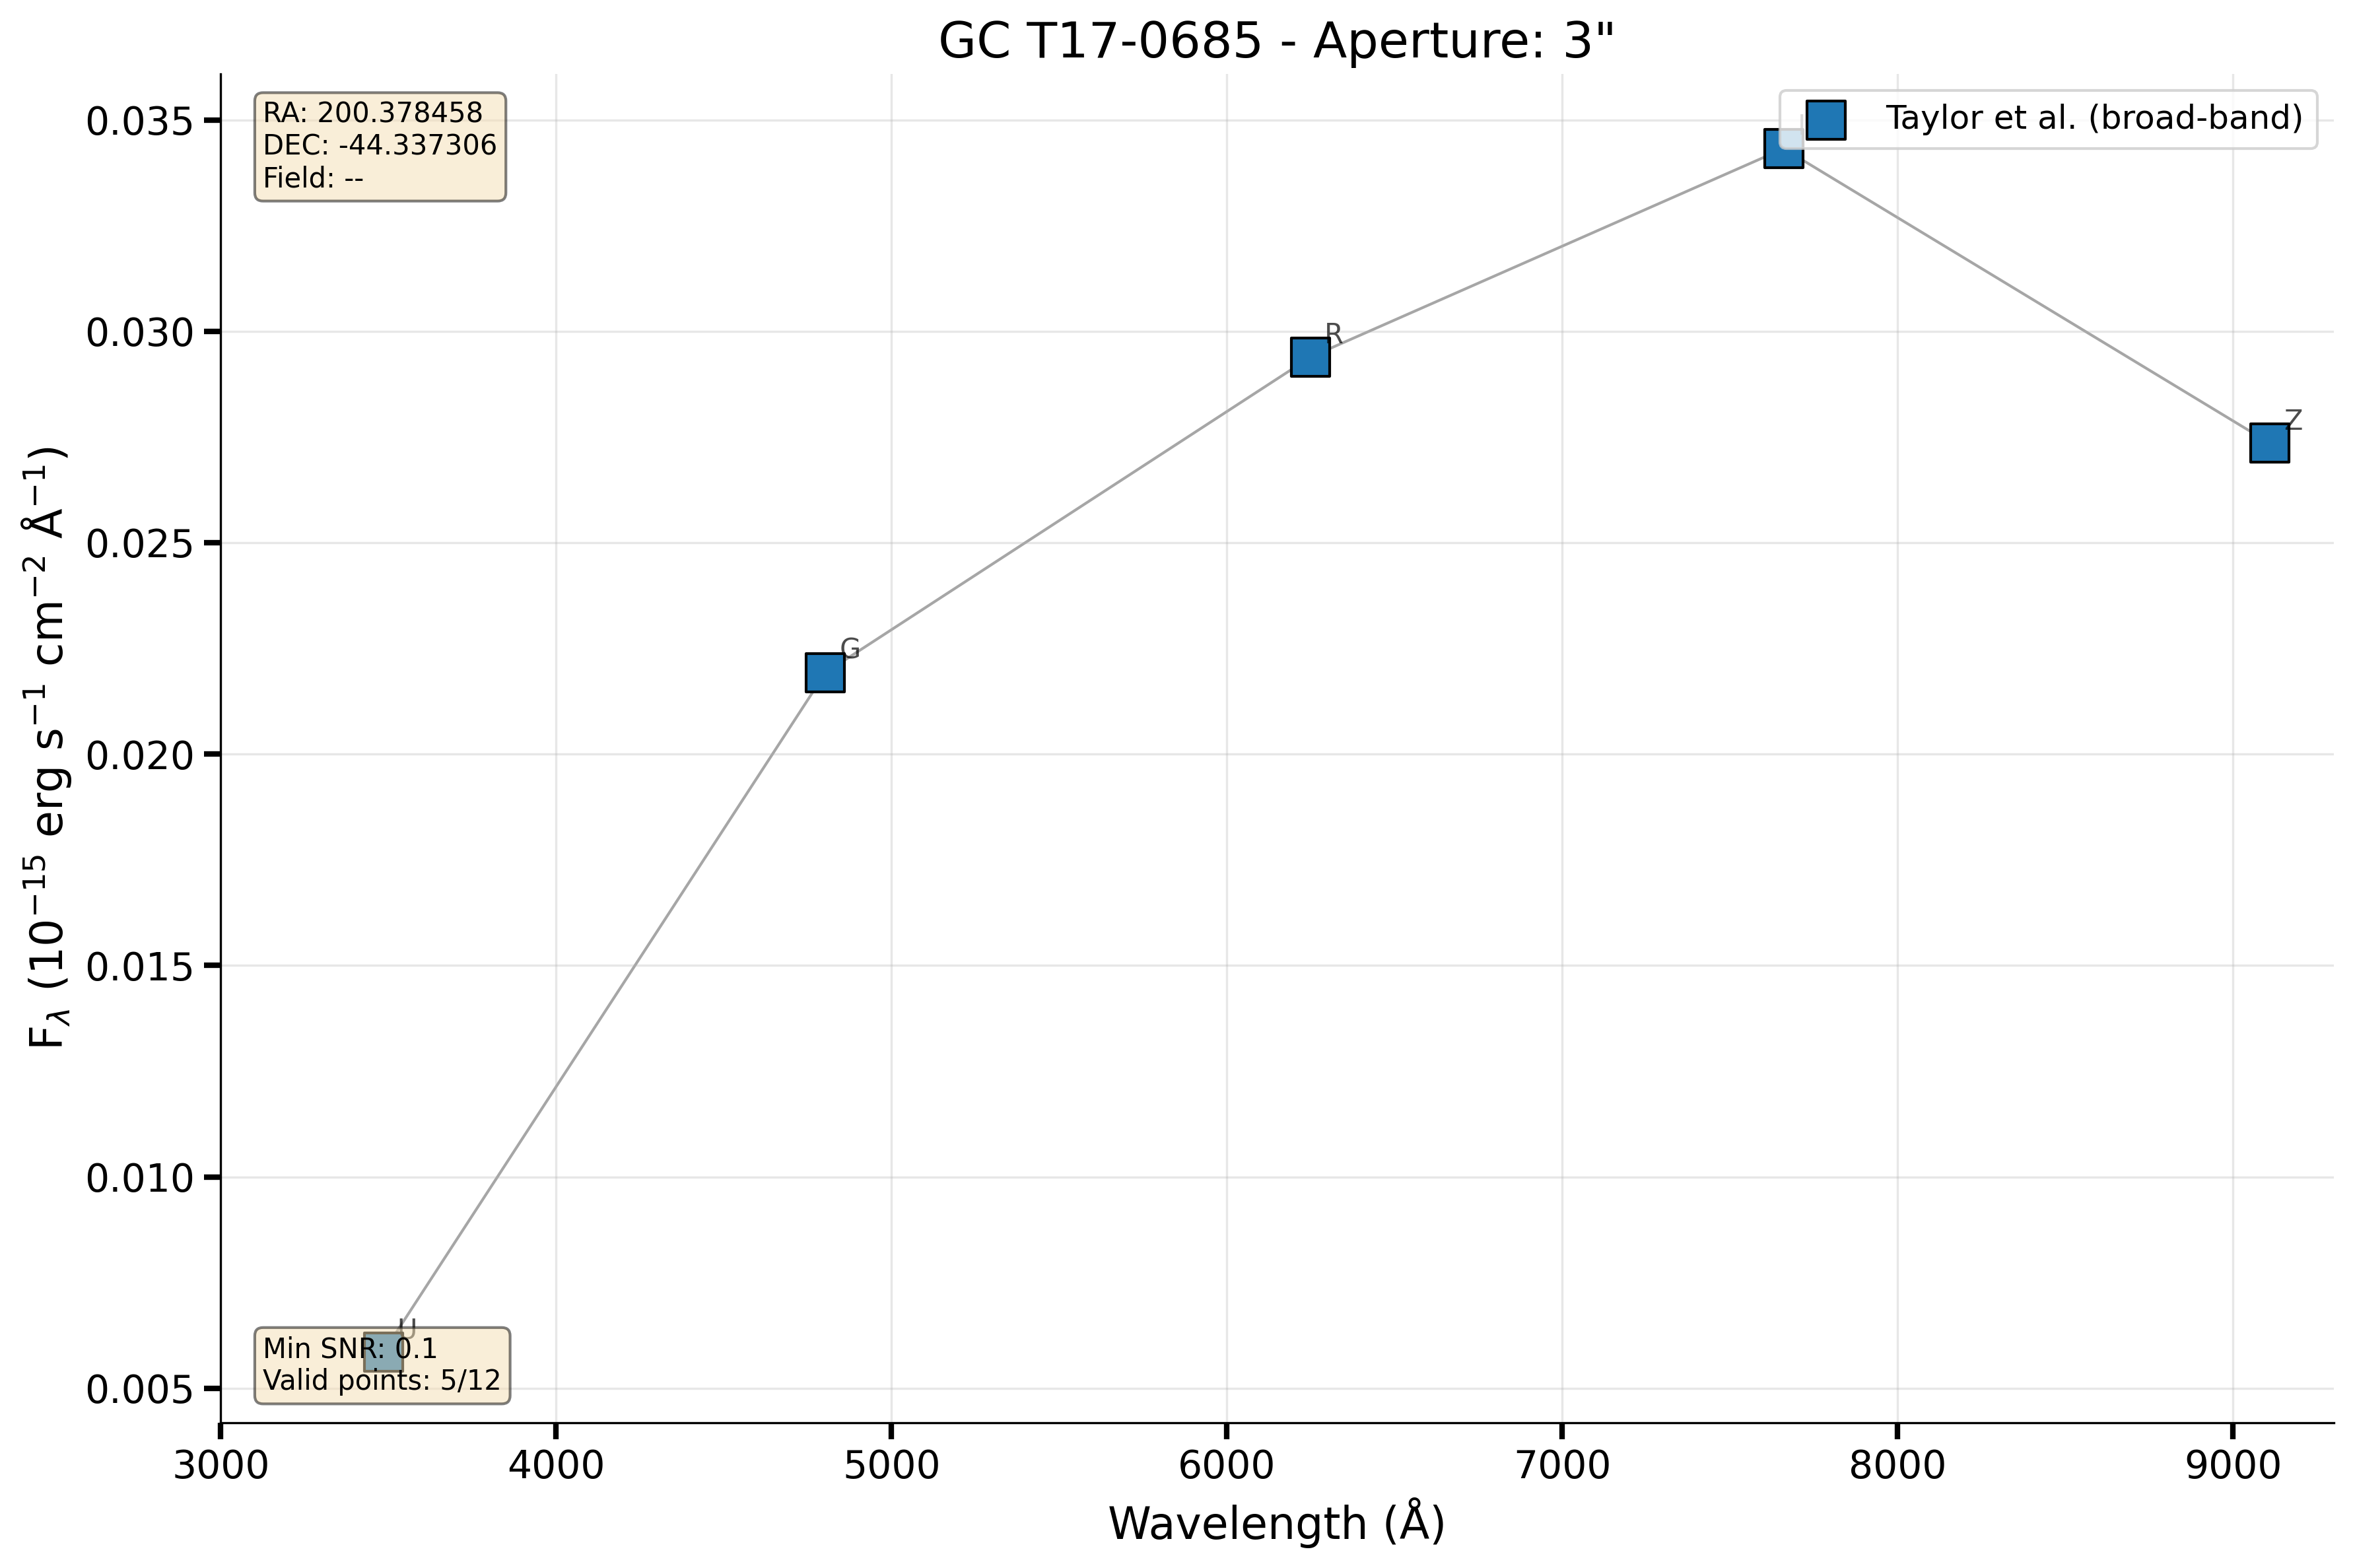 GC T17-0685 - Aperture: 3"
RA: 200.378458
DEC: -44.337306
Field: --
Taylor et al. (broad-band)
0.035
0.030
0.025
0.020
0.015
0.010
0.005
F_λ (10⁻¹⁵ erg s⁻¹ cm⁻² Å⁻¹)
U
G
R
Z
Min SNR: 0.1
Valid points: 5/12
3000 4000 5000 6000 7000 8000 9000
Wavelength (Å)